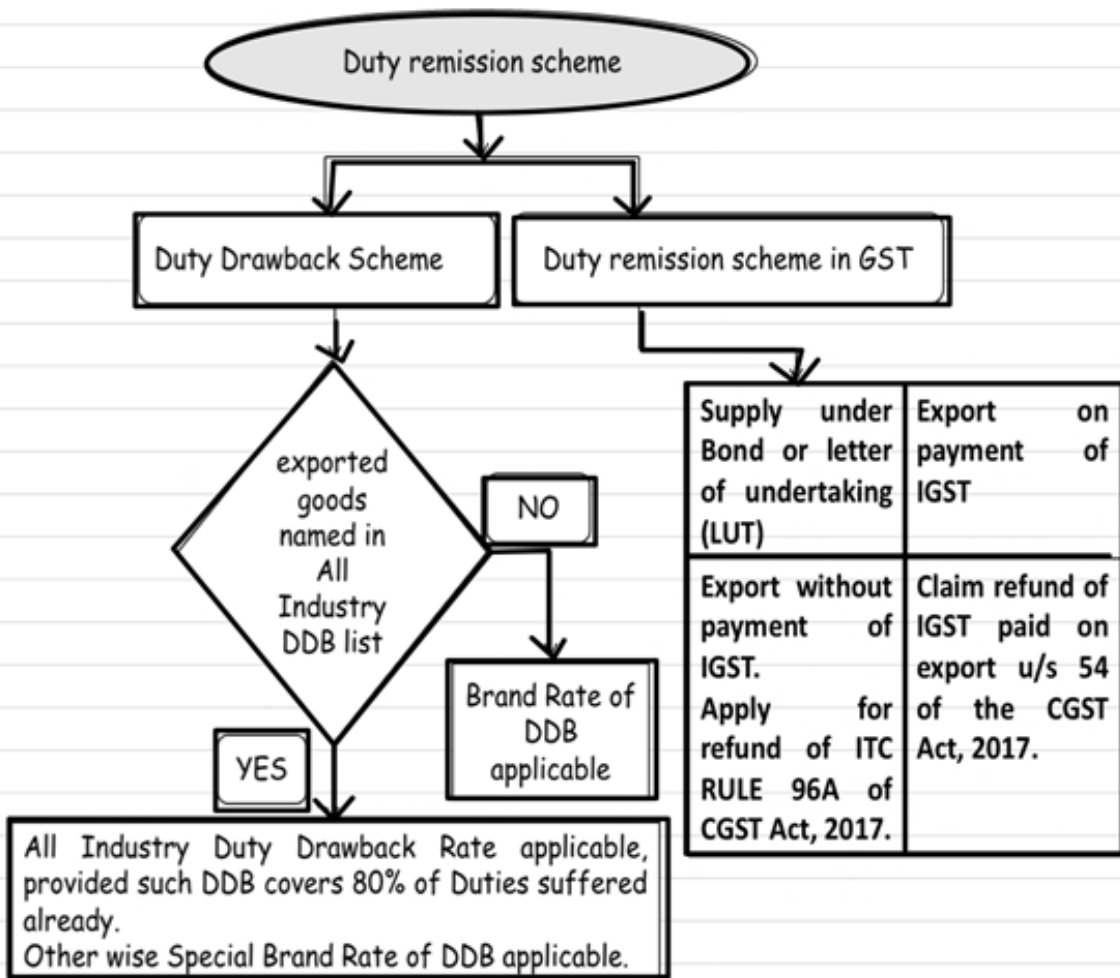 Duty remission scheme
Duty Drawback Scheme
Duty remission scheme in GST
exported
goods
named in
All
Industry
DDB list
NO
Brand Rate of
DDB
applicable
YES
All Industry Duty Drawback Rate applicable,
provided such DDB covers 80% of Duties suffered
already.
Other wise Special Brand Rate of DDB applicable.
Supply under
Bond or letter
of undertaking
(LUT)
Export on
payment of
IGST
Export without
payment of
IGST.
Apply for
refund of ITC
RULE 96A of
CGST Act, 2017.
Claim refund of
IGST paid on
export u/s 54
of the CGST
Act, 2017.